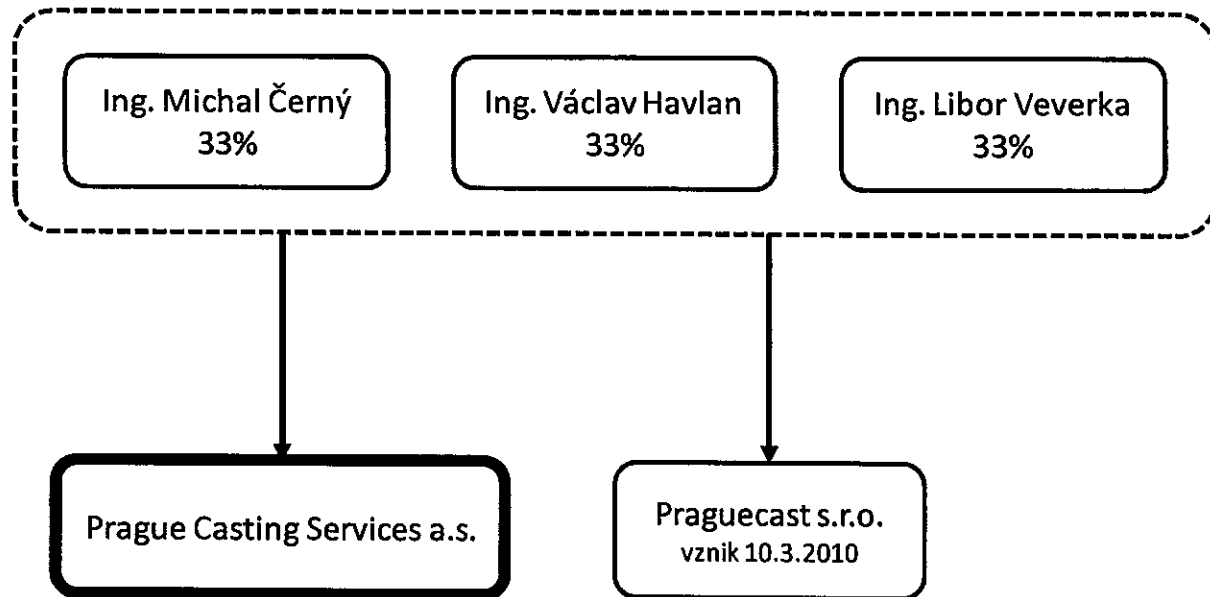 Ing. Michal Černý
33%
Ing. Václav Havlan
33%
Ing. Libor Veverka
33%
Prague Casting Services a.s.
Praguecast s.r.o.
vznik 10.3.2010